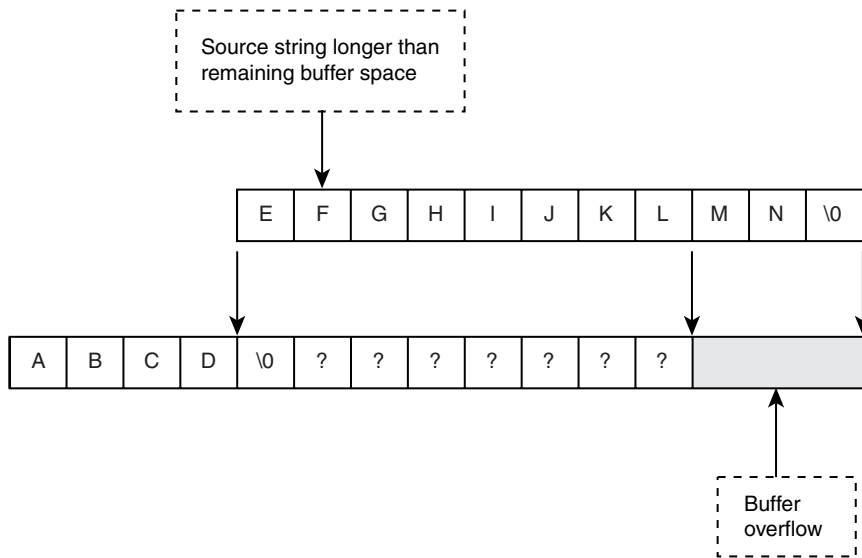 Source string longer than
remaining buffer space
E F G H I J K L M N \0
A B C D \0 ? ? ? ? ? ? ?
Buffer
overflow